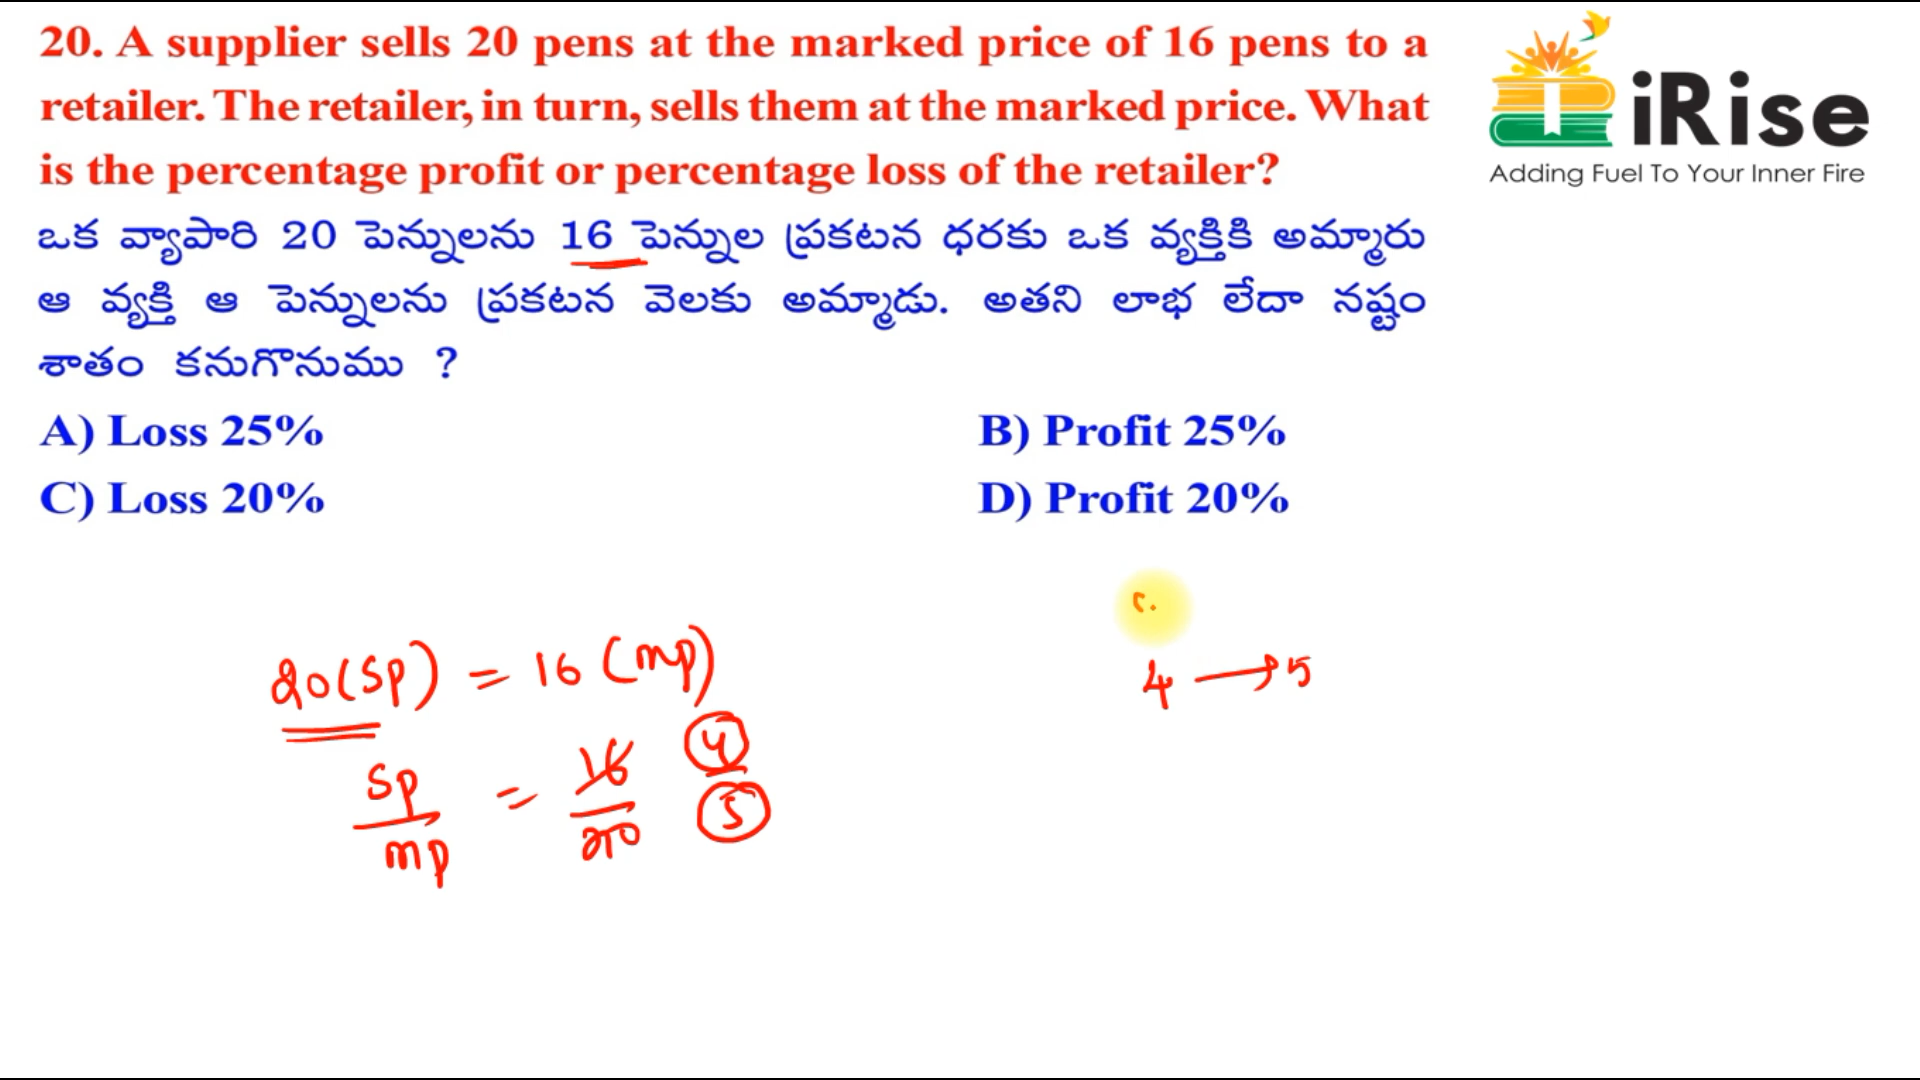 20. A supplier sells 20 pens at the marked price of 16 pens to a
retailer. The retailer, in turn, sells them at the marked price. What
is the percentage profit or percentage loss of the retailer?
ఒక వ్యాపారి 20 పెన్నులను 16 పెన్నుల ప్రకటన ధరకు ఒక వ్యక్తికి అమ్మారు
ఆ వ్యక్తి ఆ పెన్నులను ప్రకటన వెలకు అమ్మాడు. అతని లాభ లేదా నష్టం
శాతం కనుగొనుము ?
A) Loss 25%
B) Profit 25%
C) Loss 20%
D) Profit 20%
iRise
Adding Fuel To Your Inner Fire
20(SP) = 16 (mp)
SP = 16 4
mp 20 5
4 → 5